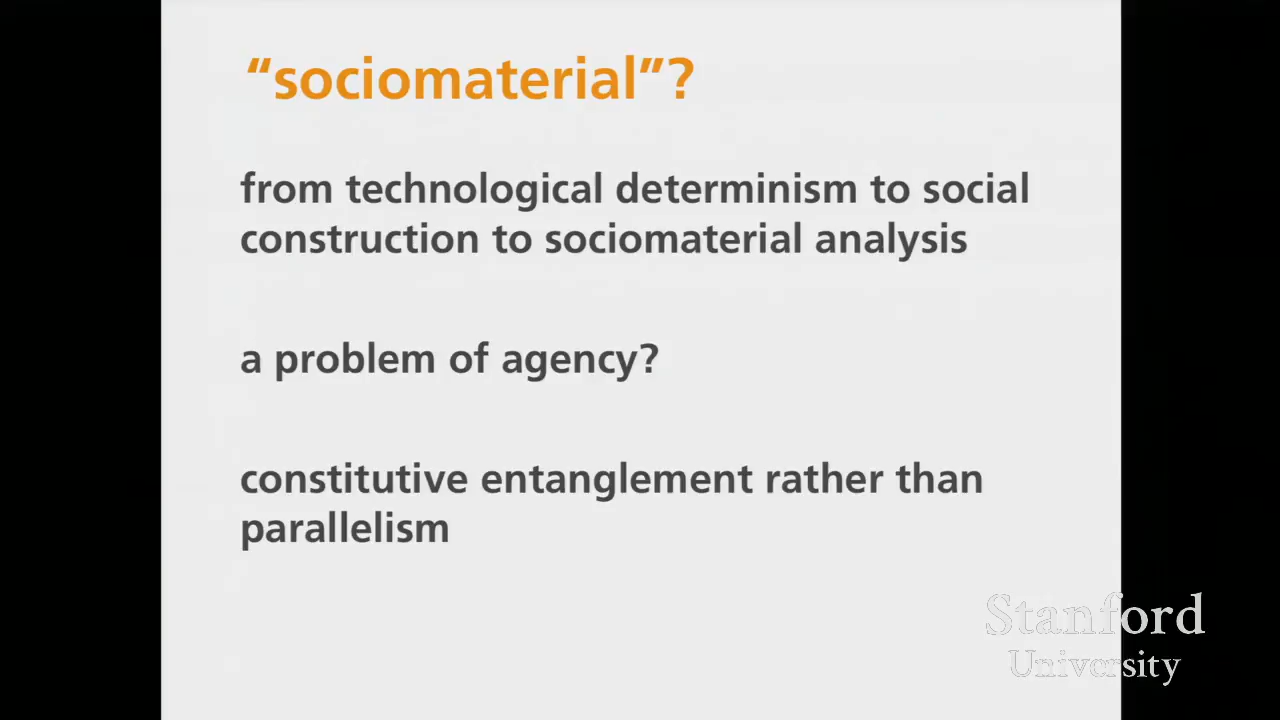 “sociomaterial”?
from technological determinism to social
construction to sociomaterial analysis
a problem of agency?
constitutive entanglement rather than
parallelism
Stanford
University